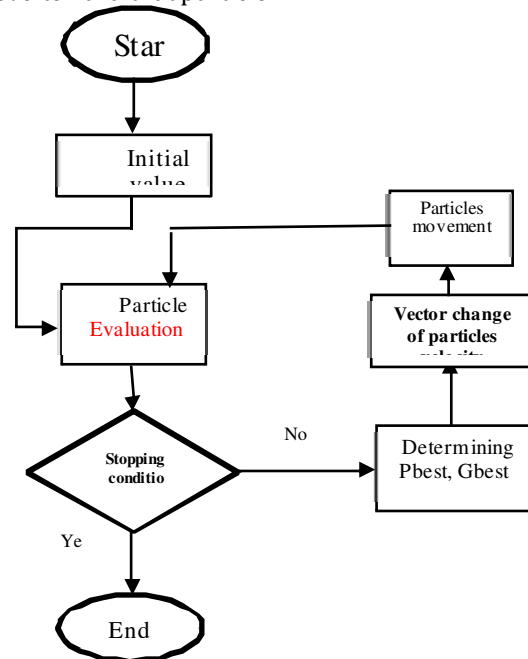 Star
Initial
value
Particle
Evaluation
Stopping
conditio
Ye
End
No
Determining
Pbest, Gbest
Vector change
of particles
velocity
Particles
movement